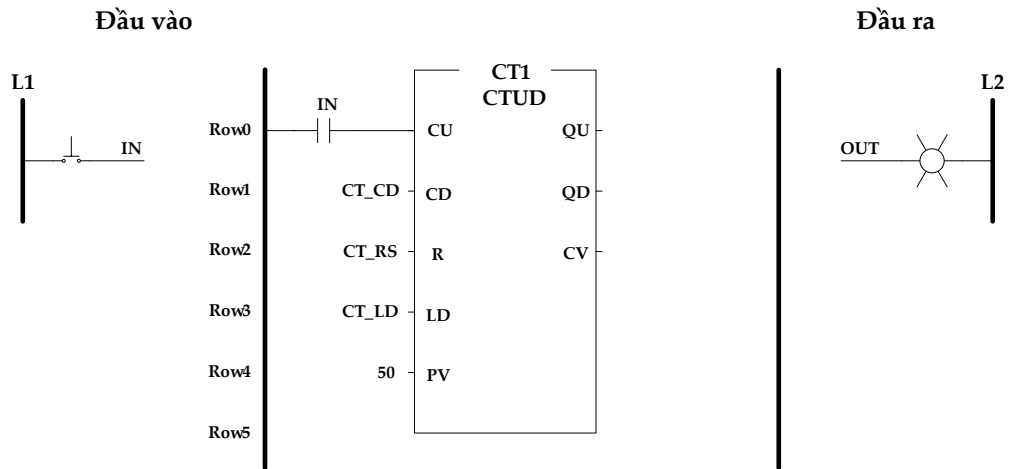 Đầu vào
Đầu ra
L1
CT1
CTUD
L2
IN
Row0
CU
QU
IN
OUT
Row1
CT_CD
CD
QD
Row2
CT_RS
R
CV
Row3
CT_LD
LD
Row4
50
PV
Row5